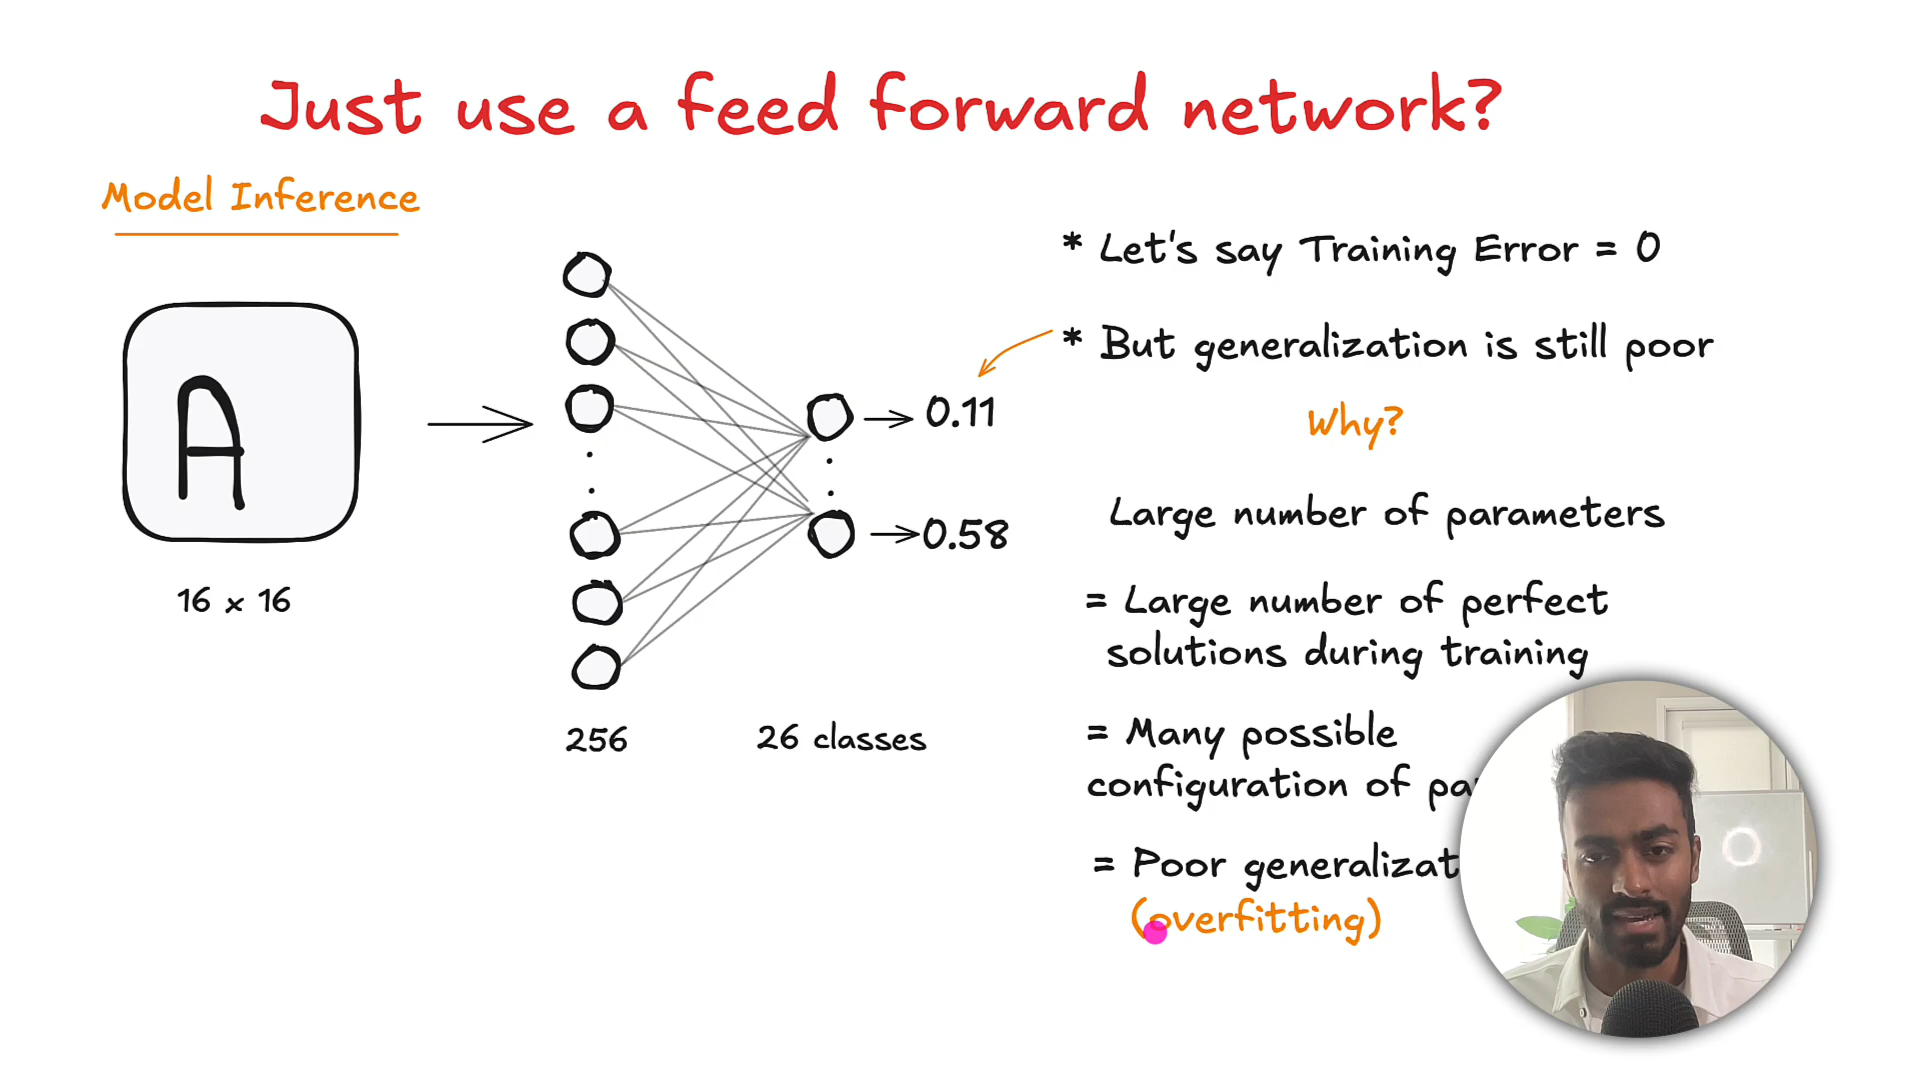 Just use a feed forward network?
Model Inference
16 x 16
256
26 classes
0.11
0.58
* Let's say Training Error = 0
* But generalization is still poor
Why?
Large number of parameters
= Large number of perfect
solutions during training
= Many possible
configuration of
= Poor
(overfitting)
A